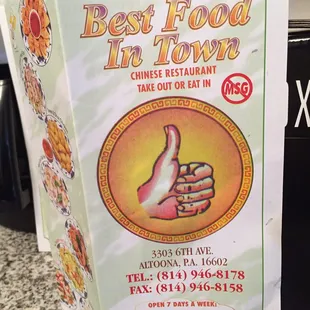 Best Food
In Town
CHINESE RESTAURANT
TAKE OUT OR EAT IN
MSG
3303 6TH AVE.
ALTOONA, P.A. 16602
TEL.: (814) 946-8178
FAX: (814) 946-8158
OPEN 7 DAYS A WEEK:
X